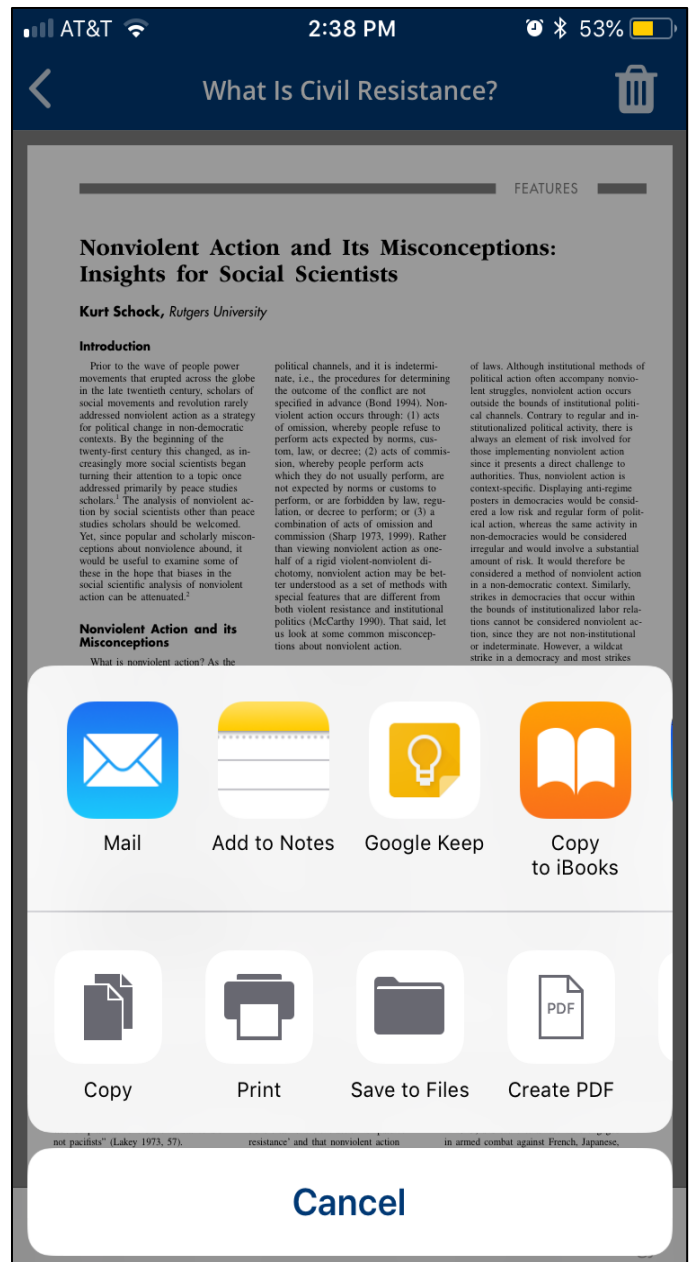 AT&T 2:38 PM 53%
What Is Civil Resistance?
FEATURES
Nonviolent Action and Its Misconceptions:
Insights for Social Scientists
Kurt Schock, Rutgers University
Introduction
Prior to the wave of people power
movements that erupted across the globe
in the late twentieth century, scholars of
social movements and revolution rarely
addressed nonviolent action as a strategy
for political change in non-democratic
contexts. By the beginning of the
twenty-first century this changed, as in-
creasingly more social scientists began
turning their attention to a topic once
addressed primarily by peace studies
scholars.1 The analysis of nonviolent ac-
tion by social scientists other than peace
studies scholars should be welcomed.
Yet, since popular and scholarly miscon-
ceptions about nonviolence abound, it
would be useful to examine some of
these in the hope that biases in the
social scientific analysis of nonviolent
action can be attenuated.2
Nonviolent Action and its
Misconceptions
What is nonviolent action? As the
political channels, and it is indetermi-
nate, i.e., the procedures for determining
the outcome of the conflict are not
specified in advance (Bond 1994). Non-
violent action occurs through: (1) acts
of omission, whereby people refuse to
perform acts expected by norms, cus-
tom, law, or decree; (2) acts of commis-
sion, whereby people perform acts
which they do not usually perform, are
not expected by norms or customs to
perform, or are forbidden by law, regu-
lation, or decree to perform; or (3) a
combination of acts of omission and
commission (Sharp 1973, 1999). Rather
than viewing nonviolent action as one-
half of a rigid violent-nonviolent di-
chotomy, nonviolent action may be bet-
ter understood as a set of methods with
special features that are different from
both violent resistance and institutional
politics (McCarthy 1990). That said, let
us look at some common misconcep-
tions about nonviolent action.
of laws. Although institutional methods of
political action often accompany nonvio-
lent struggles, nonviolent action occurs
outside the bounds of institutional politi-
cal channels. Contrary to regular and in-
stitutionalized political activity, there is
always an element of risk involved for
those implementing nonviolent action
since it presents a direct challenge to
authorities. Thus, nonviolent action is
context-specific. Displaying anti-regime
posters in democracies would be consid-
ered a low risk and regular form of polit-
ical action, whereas the same activity in
non-democracies would be considered
irregular and would involve a substantial
amount of risk. It would therefore be
considered a method of nonviolent action
in a non-democratic context. Similarly,
strikes in democracies that occur within
the bounds of institutionalized labor rela-
tions cannot be considered nonviolent ac-
tion, since they are not non-institutional
or indeterminate. However, a wildcat
strike in a democracy and most strikes
Mail
Add to Notes
Google Keep
Copy
to iBooks
Copy
Print
Save to Files
PDF
Create PDF
not pacifists" (Lakey 1973, 57).
resistance' and that nonviolent action
in armed combat against French, Japanese,
Cancel